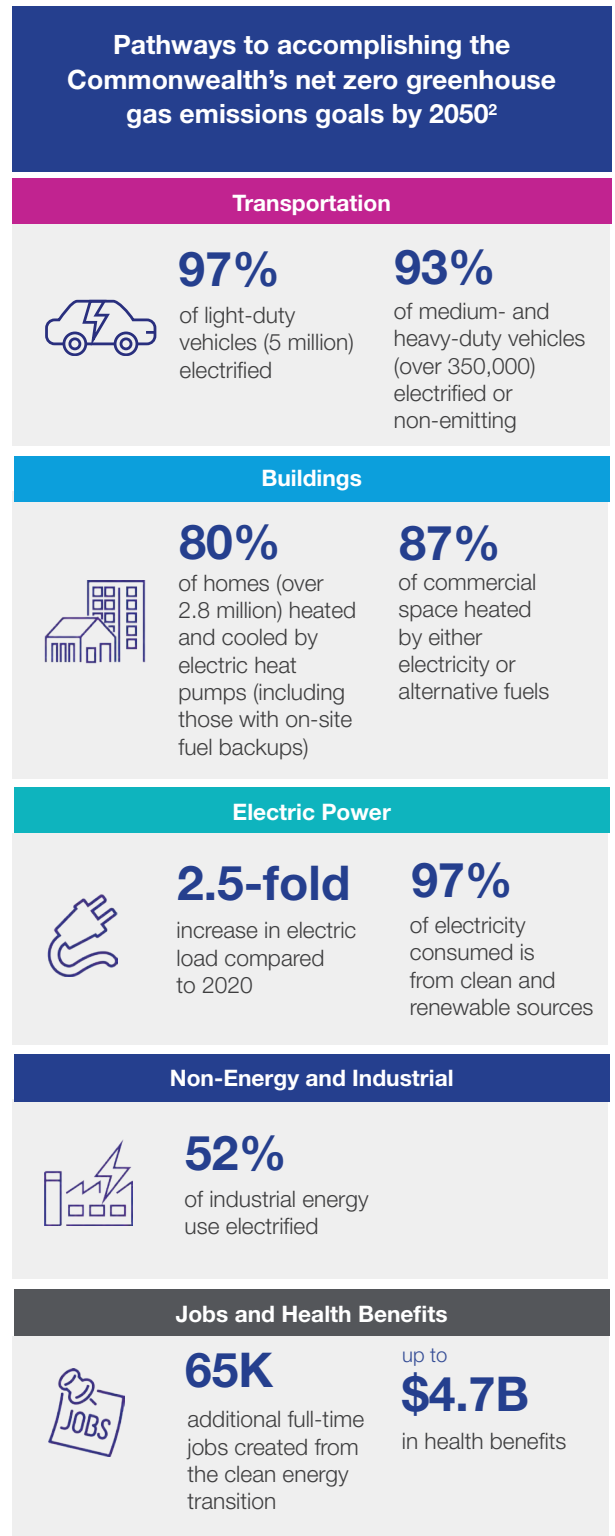 Pathways to accomplishing the
Commonwealth's net zero greenhouse
gas emissions goals by 2050²
Transportation
97%
of light-duty
vehicles (5 million)
electrified
93%
of medium- and
heavy-duty vehicles
(over 350,000)
electrified or
non-emitting
Buildings
80%
of homes (over
2.8 million) heated
and cooled by
electric heat
pumps (including
those with on-site
fuel backups)
87%
of commercial
space heated
by either
electricity or
alternative fuels
Electric Power
2.5-fold
increase in electric
load compared
to 2020
97%
of electricity
consumed is
from clean and
renewable sources
Non-Energy and Industrial
52%
of industrial energy
use electrified
Jobs and Health Benefits
JOBS
65K
additional full-time
jobs created from
the clean energy
transition
up to
$4.7B
in health benefits